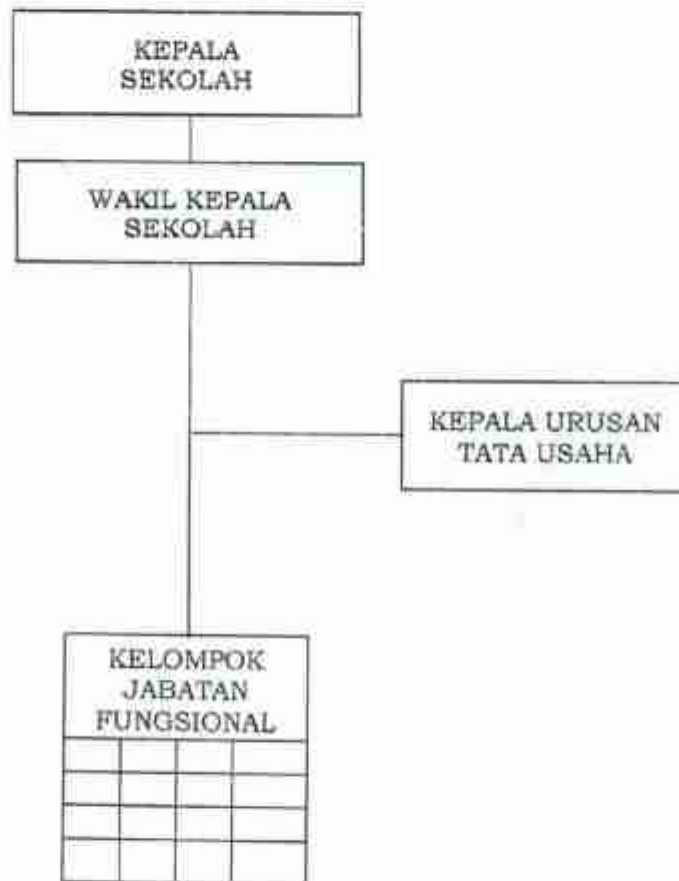 KEPALA
SEKOLAH
WAKIL KEPALA
SEKOLAH
KEPALA URUSAN
TATA USAHA
KELOMPOK
JABATAN
FUNGSIONAL